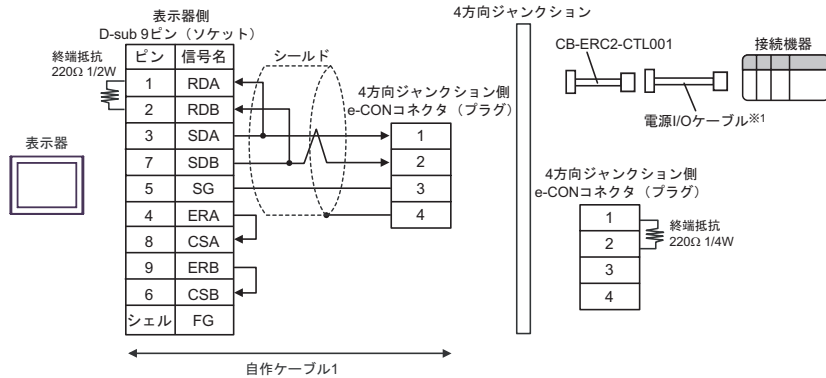 表示器側
D-sub 9ピン（ソケット）
終端抵抗
220Ω 1/2W
ピン 信号名
1 RDA
2 RDB
3 SDA
7 SDB
5 SG
4 ERA
8 CSA
9 ERB
6 CSB
シェル FG
表示器
シールド
4方向ジャンクション側
e-CONコネクタ（プラグ）
1
2
3
4
自作ケーブル1
4方向ジャンクション
CB-ERC2-CTL001
接続機器
電源I/Oケーブル※1
4方向ジャンクション側
e-CONコネクタ（プラグ）
1
2
3
4
終端抵抗
220Ω 1/4W